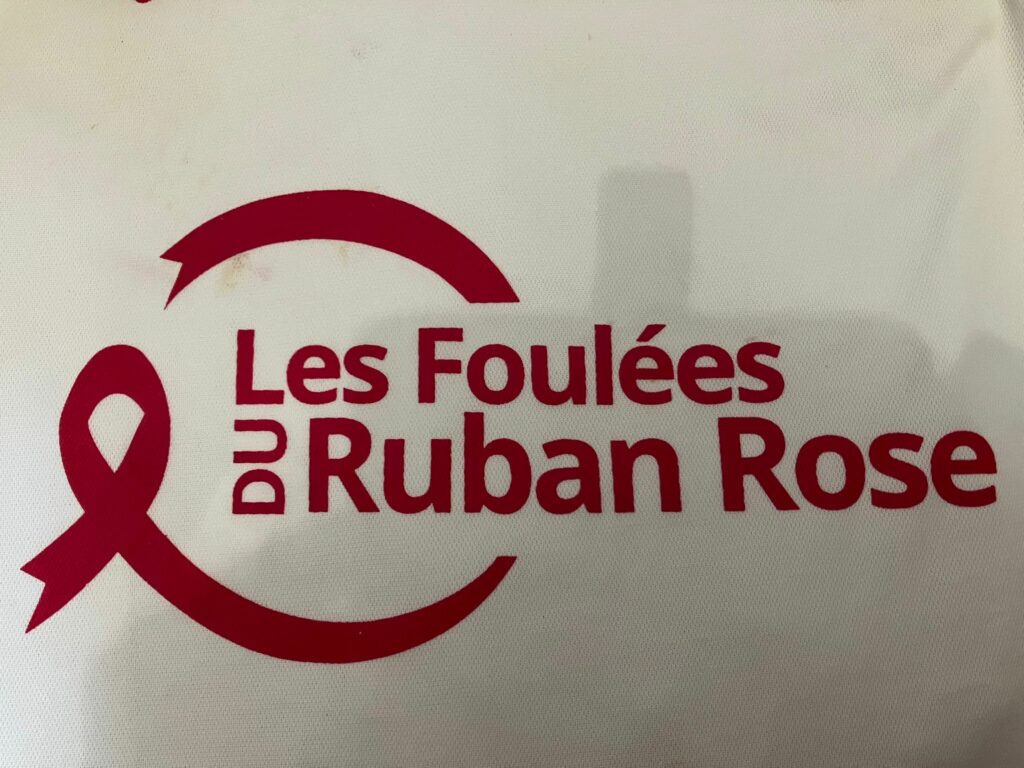 Les Foulées
DU Ruban Rose